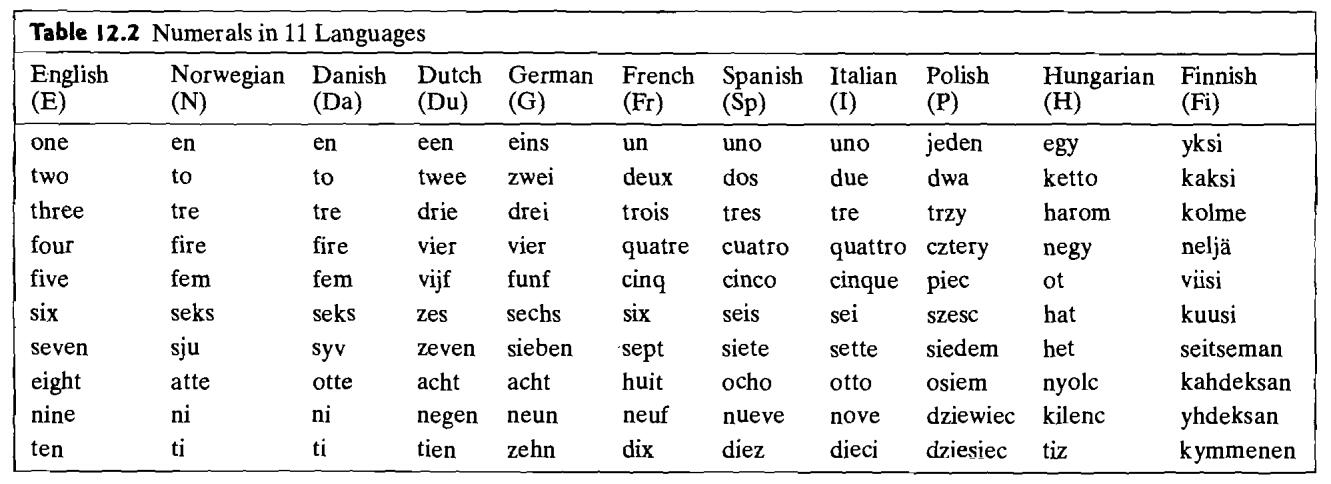 Table 12.2 Numerals in 11 Languages
English Norwegian Danish Dutch German French Spanish Italian Polish Hungarian Finnish
(E) (N) (Da) (Du) (G) (Fr) (Sp) (I) (P) (H) (Fi)
one en en een eins un uno uno jeden egy yksi
two to to twee zwei deux dos due dwa ketto kaksi
three tre tre drie drei trois tres tre trzy harom kolme
four fire fire vier vier quatre cuatro quattro cztery negy neljä
five fem fem vijf funf cinq cinco cinque piec ot viisi
six seks seks zes sechs six seis sei szesc hat kuusi
seven sju syv zeven sieben sept siete sette siedem het seitseman
eight atte otte acht acht huit ocho otto osiem nyolc kahdeksan
nine ni ni negen neun neuf nueve nove dziewiec kilenc yhdeksan
ten ti ti tien zehn dix diez dieci dziesiec tiz kymmenen